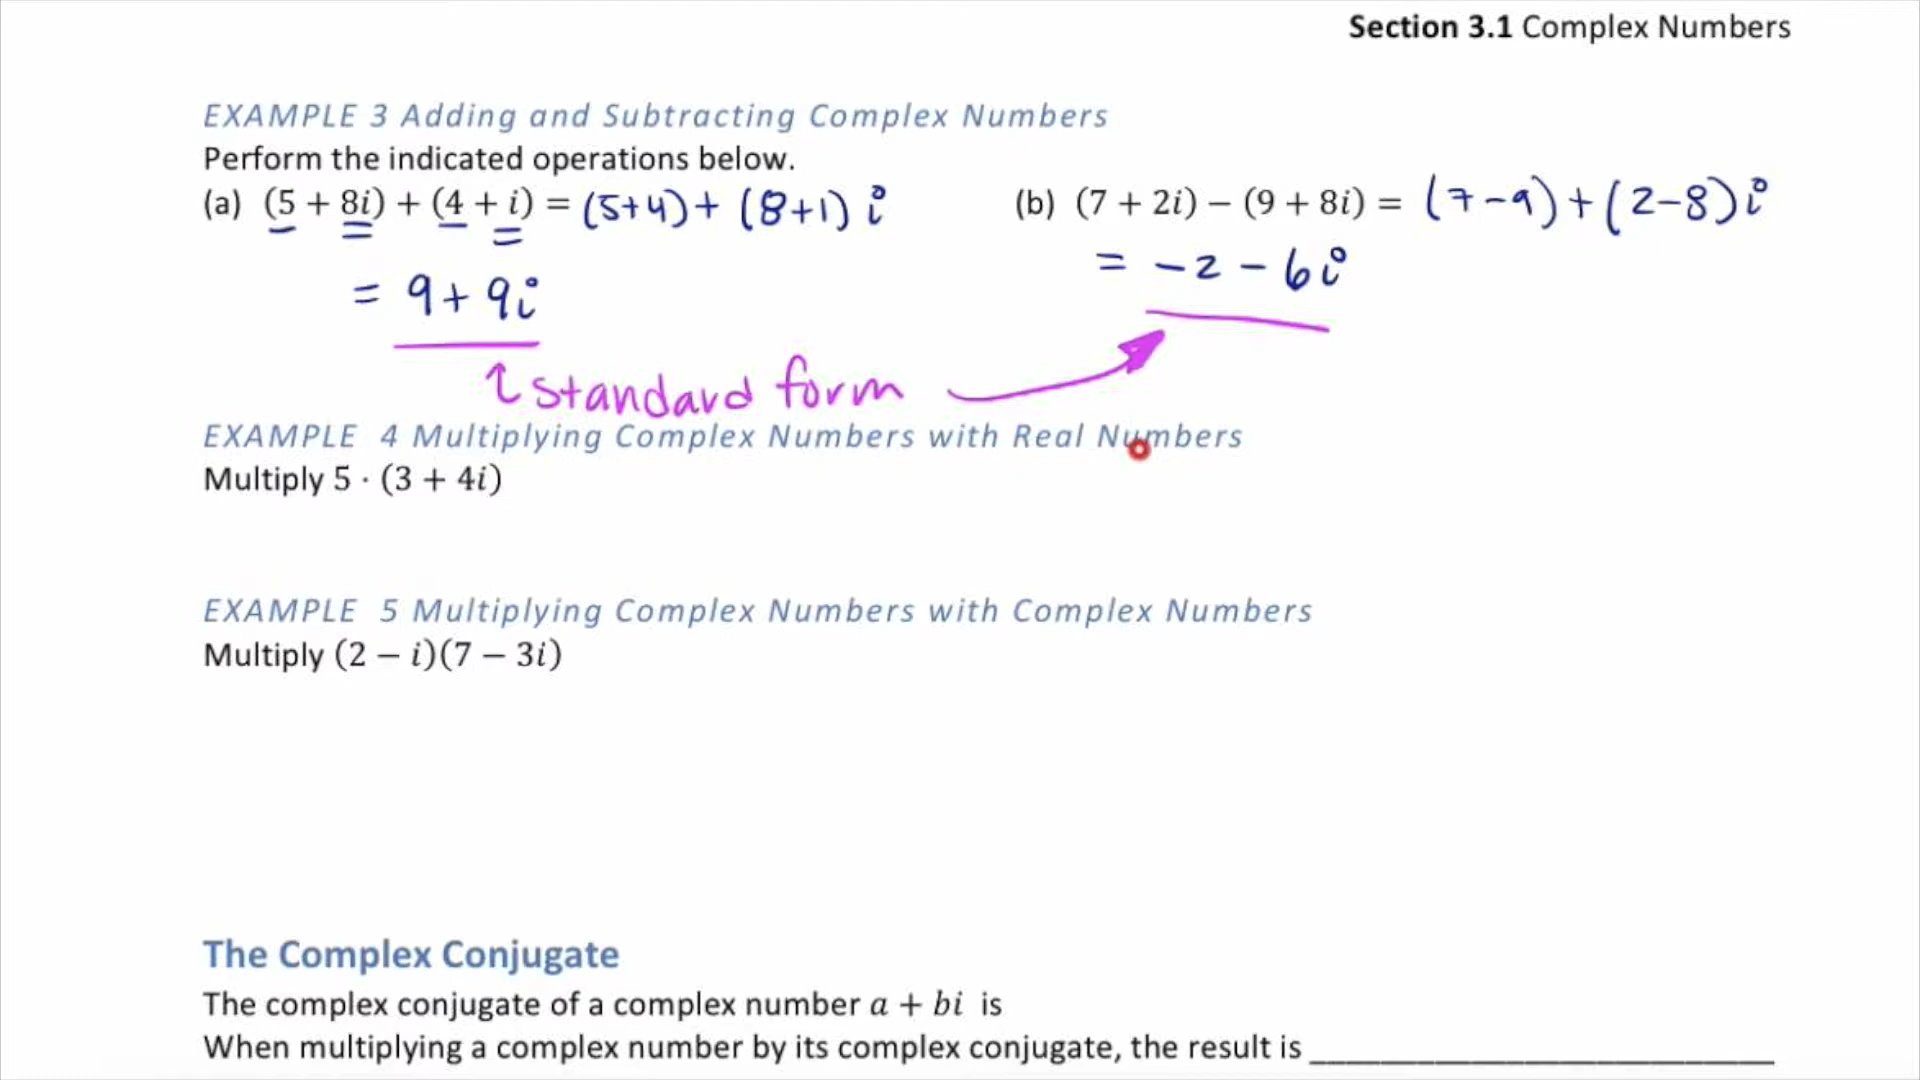 Section 3.1 Complex Numbers
EXAMPLE 3 Adding and Subtracting Complex Numbers
Perform the indicated operations below.
(a) (5 + 8i) + (4 + i) = (5+4)+ (8+1) i
= 9+ 9i
(b) (7 + 2i) − (9 + 8i) = (7-9)+(2-8)i
= -2 - 6i
standard form
EXAMPLE 4 Multiplying Complex Numbers with Real Numbers
Multiply 5 · (3 + 4i)
EXAMPLE 5 Multiplying Complex Numbers with Complex Numbers
Multiply (2 − i)(7 − 3i)
The Complex Conjugate
The complex conjugate of a complex number a + bi is
When multiplying a complex number by its complex conjugate, the result is ____________________